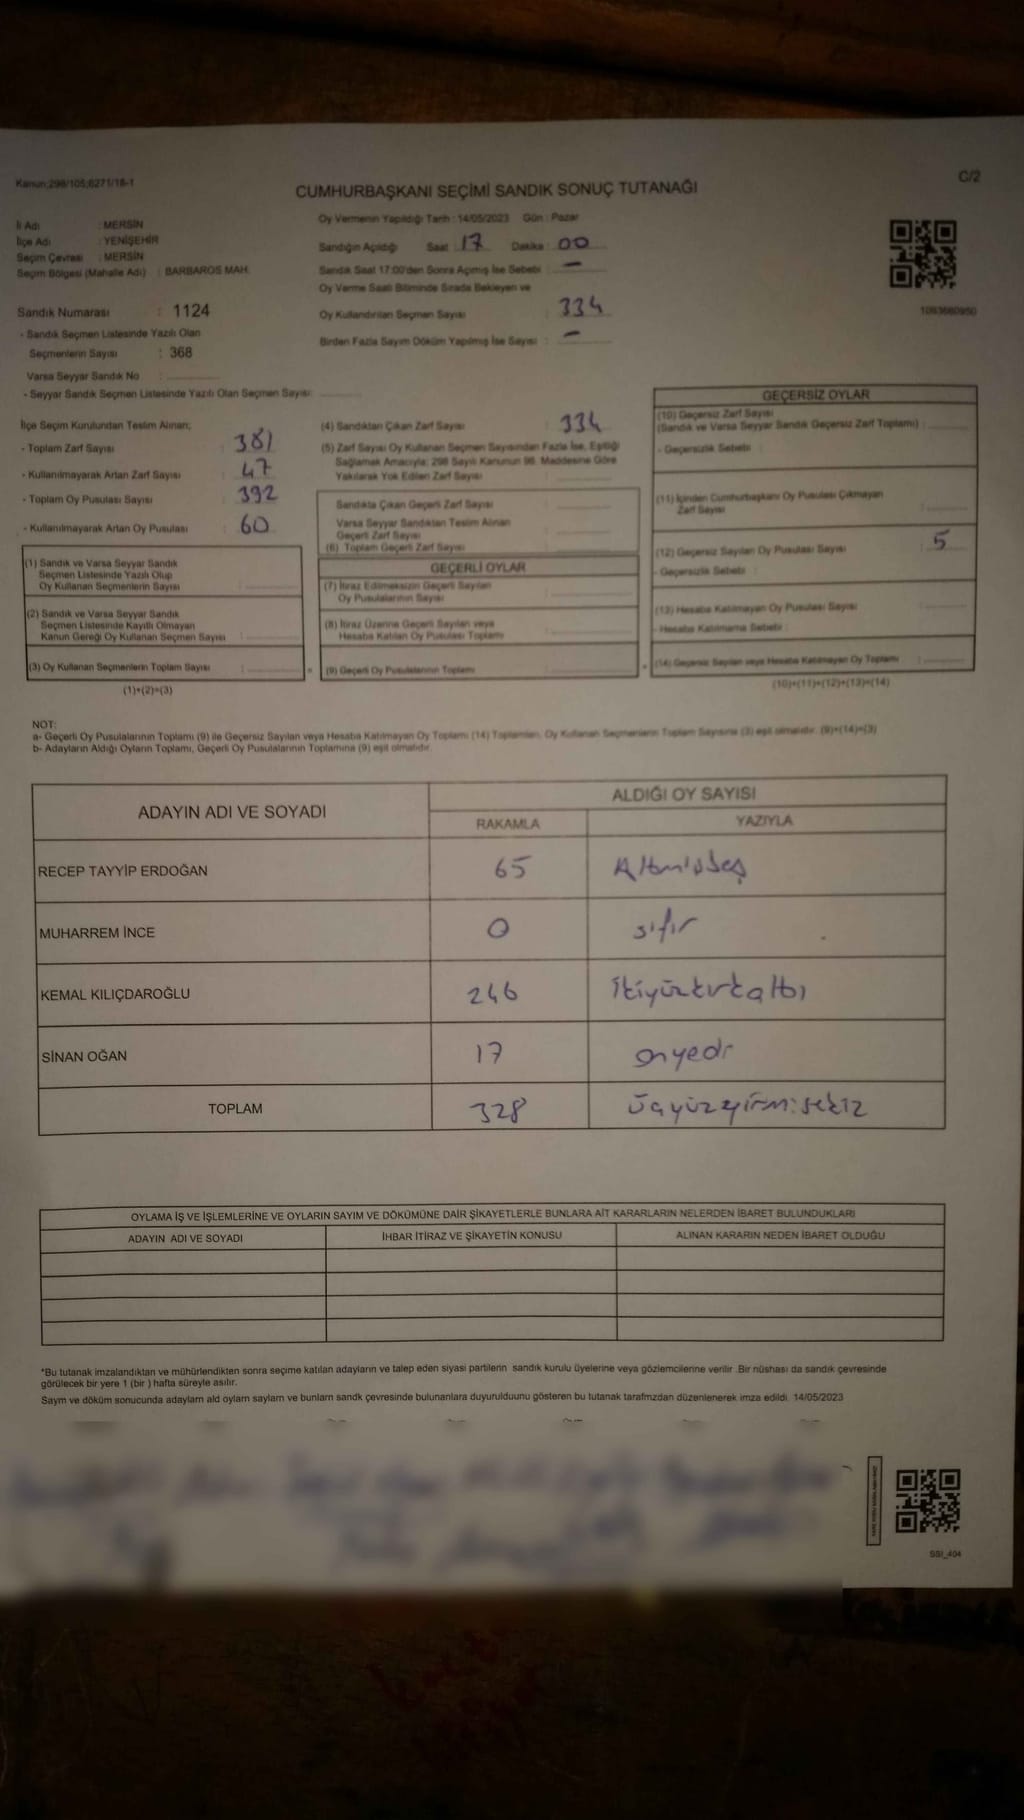 Kanun;298/105;6271/18-1
C/2
CUMHURBAŞKANI SEÇİMİ SANDIK SONUÇ TUTANAĞI
İl Adı : MERSİN
İlçe Adı : YENİŞEHİR
Seçim Çevresi : MERSİN
Seçim Bölgesi (Mahalle Adı) : BARBAROS MAH.
Oy Vermenin Yapıldığı Tarih : 14/05/2023 Gün : Pazar
Sandığın Açıldığı Saat : 17 Dakika : 00
Sandık Saat 17:00'den Sonra Açımış İse Sebebi : –
Oy Verme Saati Bitiminde Sırada Bekleyen ve
Oy Kullandırılan Seçmen Sayısı : 334
Birden Fazla Sayım Döküm Yapılmış İse Sayısı : –
1093680950
Sandık Numarası : 1124
- Sandık Seçmen Listesinde Yazılı Olan
Seçmenlerin Sayısı : 368
Varsa Seyyar Sandık No :
- Seyyar Sandık Seçmen Listesinde Yazılı Olan Seçmen Sayısı:
İlçe Seçim Kurulundan Teslim Alınan;
- Toplam Zarf Sayısı : 381
- Kullanılmayarak Artan Zarf Sayısı : 47
- Toplam Oy Pusulası Sayısı : 392
- Kullanılmayarak Artan Oy Pusulası : 60
(4) Sandıktan Çıkan Zarf Sayısı : 334
(5) Zarf Sayısı Oy Kullanan Seçmen Sayısından Fazla İse, Eşitliği
Sağlamak Amacıyla; 298 Sayılı Kanunun 98. Maddesine Göre
Yakılarak Yok Edilen Zarf Sayısı :
Sandıkta Çıkan Geçerli Zarf Sayısı :
Varsa Seyyar Sandıktan Teslim Alınan
Geçerli Zarf Sayısı :
(6) Toplam Geçerli Zarf Sayısı :
GEÇERLİ OYLAR
(7) İtiraz Edilmeksizin Geçerli Sayılan
Oy Pusulalarının Sayısı :
(8) İtiraz Üzerine Geçerli Sayılan veya
Hesaba Katılan Oy Pusulası Toplamı :
(9) Geçerli Oy Pusulalarının Toplamı :
GEÇERSİZ OYLAR
(10) Geçersiz Zarf Sayısı
(Sandık ve Varsa Seyyar Sandık Geçersiz Zarf Toplamı) :
- Geçersizlik Sebebi :
(11) İçinden Cumhurbaşkanı Oy Pusulası Çıkmayan
Zarf Sayısı :
(12) Geçersiz Sayılan Oy Pusulası Sayısı : 5
- Geçersizlik Sebebi :
(13) Hesaba Katılmayan Oy Pusulası Sayısı :
- Hesaba Katılmama Sebebi :
(14) Geçersiz Sayılan veya Hesaba Katılmayan Oy Toplamı :
(10)+(11)+(12)+(13)=(14)
(1) Sandık ve Varsa Seyyar Sandık
Seçmen Listesinde Yazılı Olup
Oy Kullanan Seçmenlerin Sayısı :
(2) Sandık ve Varsa Seyyar Sandık
Seçmen Listesinde Kayıtlı Olmayan
Kanun Gereği Oy Kullanan Seçmen Sayısı :
(3) Oy Kullanan Seçmenlerin Toplam Sayısı :
(1)+(2)=(3)
NOT:
a- Geçerli Oy Pusulalarının Toplamı (9) ile Geçersiz Sayılan veya Hesaba Katılmayan Oy Toplamı (14) Toplamları, Oy Kullanan Seçmenlerin Toplam Sayısına (3) eşit olmalıdır. (9)+(14)=(3)
b- Adayların Aldığı Oyların Toplamı, Geçerli Oy Pusulalarının Toplamına (9) eşit olmalıdır.
ADAYIN ADI VE SOYADI ALDIĞI OY SAYISI
RAKAMLA YAZIYLA
RECEP TAYYİP ERDOĞAN 65 Altmışbeş
MUHARREM İNCE 0 sıfır
KEMAL KILIÇDAROĞLU 246 İkiyüzkırkaltı
SİNAN OĞAN 17 onyedi
TOPLAM 328 Üçyüzyirmisekiz
OYLAMA İŞ VE İŞLEMLERİNE VE OYLARIN SAYIM VE DÖKÜMÜNE DAİR ŞİKAYETLERLE BUNLARA AİT KARARLARIN NELERDEN İBARET BULUNDUKLARI
ADAYIN ADI VE SOYADI İHBAR İTİRAZ VE ŞİKAYETİN KONUSU ALINAN KARARIN NEDEN İBARET OLDUĞU
*Bu tutanak imzalandıktan ve mühürlendikten sonra seçime katılan adayların ve talep eden siyasi partilerin sandık kurulu üyelerine veya gözlemcilerine verilir .Bir nüshası da sandık çevresinde
görülecek bir yere 1 (bir ) hafta süreyle asılır.
Saym ve döküm sonucunda adaylam ald oylam saylam ve bunlam sandk çevresinde bulunanlara duyurulduunu gösteren bu tutanak tarafmzdan düzenlenerek imza edildi. 14/05/2023
SSI_404